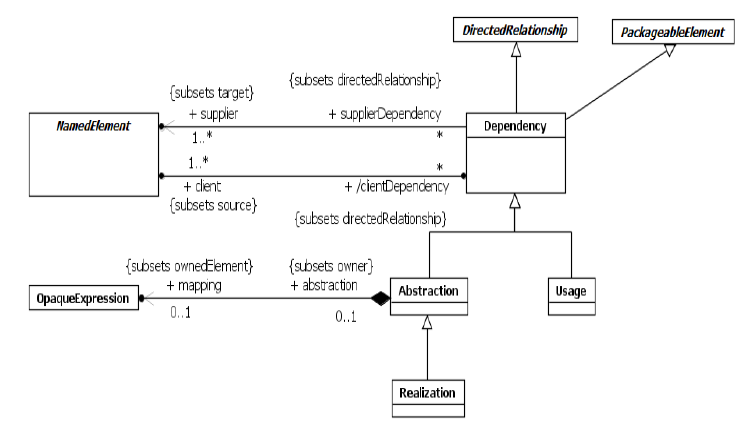 DirectedRelationship
PackageableElement
{subsets directedRelationship}
{subsets target}
+ supplier
+ supplierDependency
NamedElement
Dependency
1..*
*
1..*
*
+ client
+ /clientDependency
{subsets source}
{subsets directedRelationship}
{subsets ownedElement}
{subsets owner}
+ mapping
+ abstraction
OpaqueExpression
Abstraction
Usage
0..1
0..1
Realization